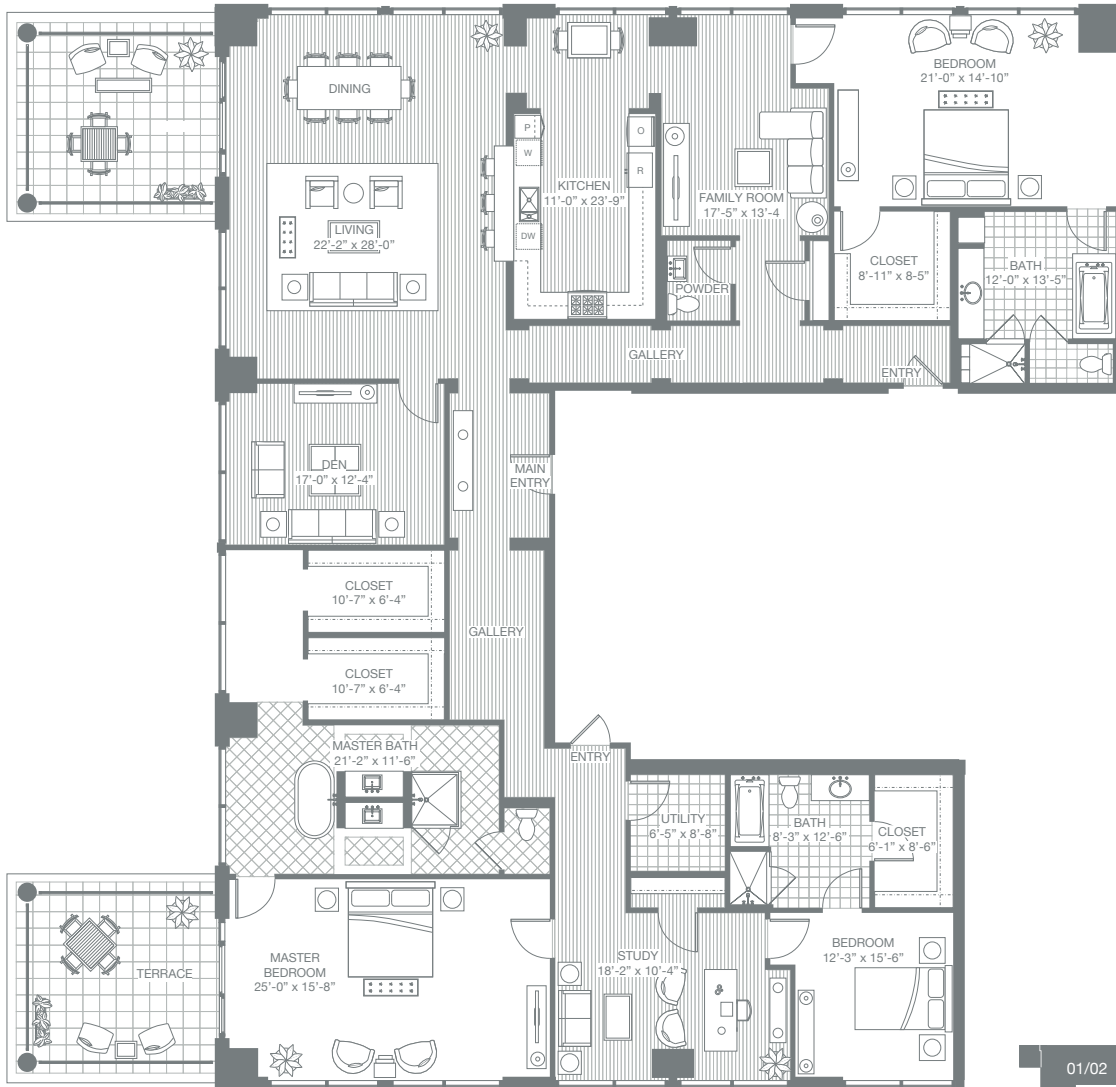 BEDROOM
21'-0" x 14'-10"
DINING
P
W
DW
O
R
KITCHEN
11'-0" x 23'-9"
FAMILY ROOM
17'-5" x 13'-4
LIVING
22'-2" x 28'-0"
CLOSET
8'-11" x 8-5"
BATH
12'-0" x 13'-5"
POWDER
GALLERY
ENTRY
DEN
17'-0" x 12'-4"
MAIN
ENTRY
CLOSET
10'-7" x 6'-4"
GALLERY
CLOSET
10'-7" x 6'-4"
MASTER BATH
21'-2" x 11'-6"
ENTRY
UTILITY
6'-5" x 8'-8"
BATH
8'-3" x 12'-6"
CLOSET
6'-1" x 8'-6"
TERRACE
MASTER
BEDROOM
25'-0" x 15'-8"
STUDY
18'-2" x 10'-4"
BEDROOM
12'-3" x 15'-6"
01/02